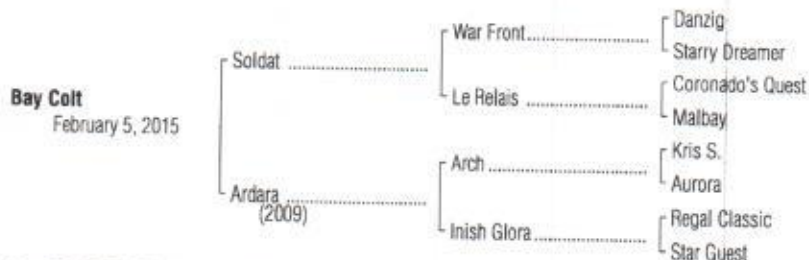 Bay Colt
February 5, 2015
Soldat
Ardara
(2009)
War Front
Le Relais
Arch
Inish Glora
Danzig
Starry Dreamer
Coronado's Quest
Malbay
Kris S.
Aurora
Regal Classic
Star Guest